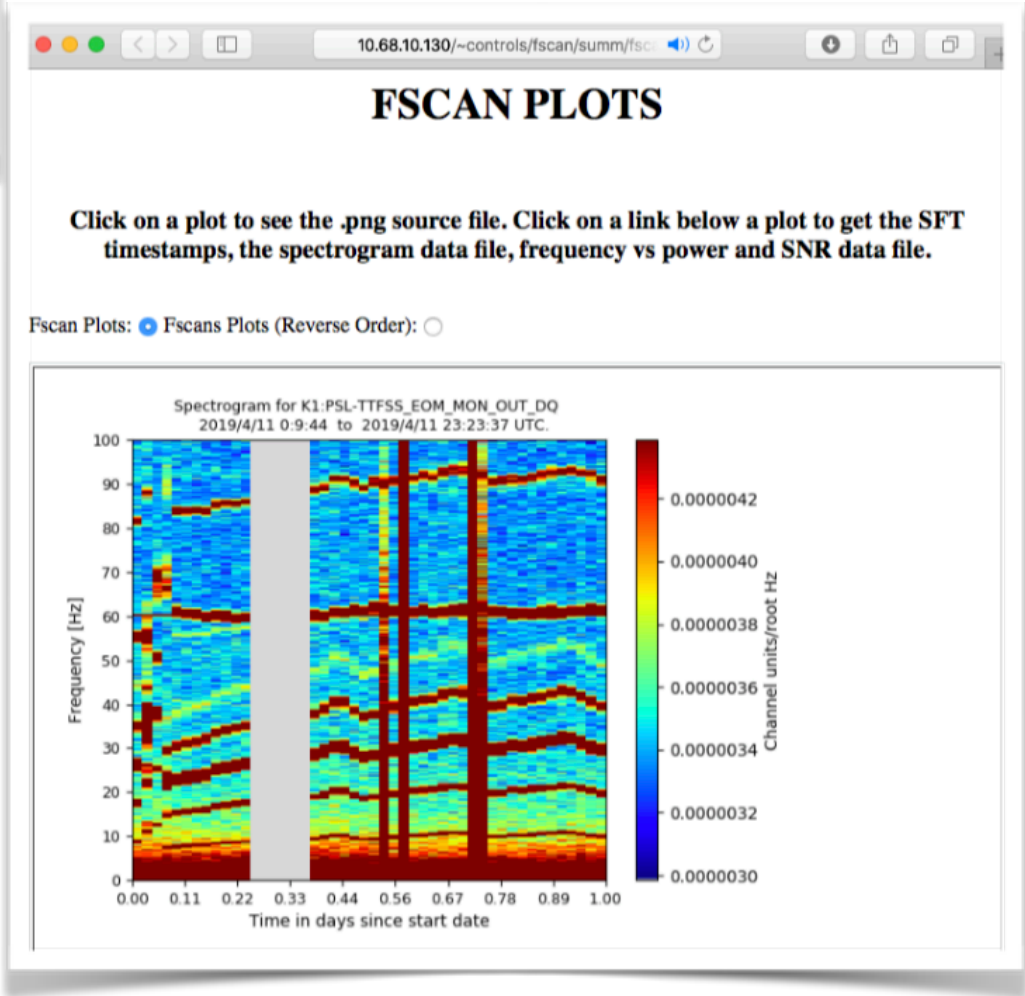 10.68.10.130/~controls/fscan/summ/fsc
FSCAN PLOTS
Click on a plot to see the .png source file. Click on a link below a plot to get the SFT
timestamps, the spectrogram data file, frequency vs power and SNR data file.
Fscan Plots: Fscans Plots (Reverse Order):
Spectrogram for K1:PSL-TTFSS_EOM_MON_OUT_DQ
2019/4/11 0:9:44 to 2019/4/11 23:23:37 UTC.
100
90
80
70
60
50
40
30
20
10
0
Frequency [Hz]
0.00 0.11 0.22 0.33 0.44 0.56 0.67 0.78 0.89 1.00
Time in days since start date
0.0000042
0.0000040
0.0000038
0.0000036
0.0000034
0.0000032
0.0000030
Channel units/root Hz